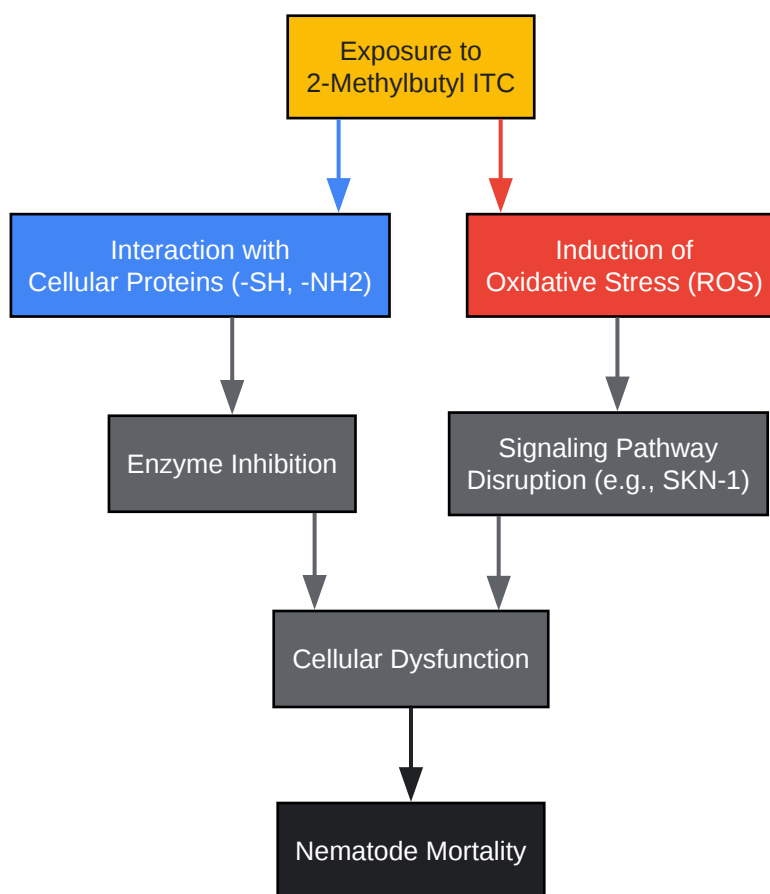 Exposure to
2-Methylbutyl ITC
Interaction with
Cellular Proteins (-SH, -NH2)
Induction of
Oxidative Stress (ROS)
Enzyme Inhibition
Signaling Pathway
Disruption (e.g., SKN-1)
Cellular Dysfunction
Nematode Mortality